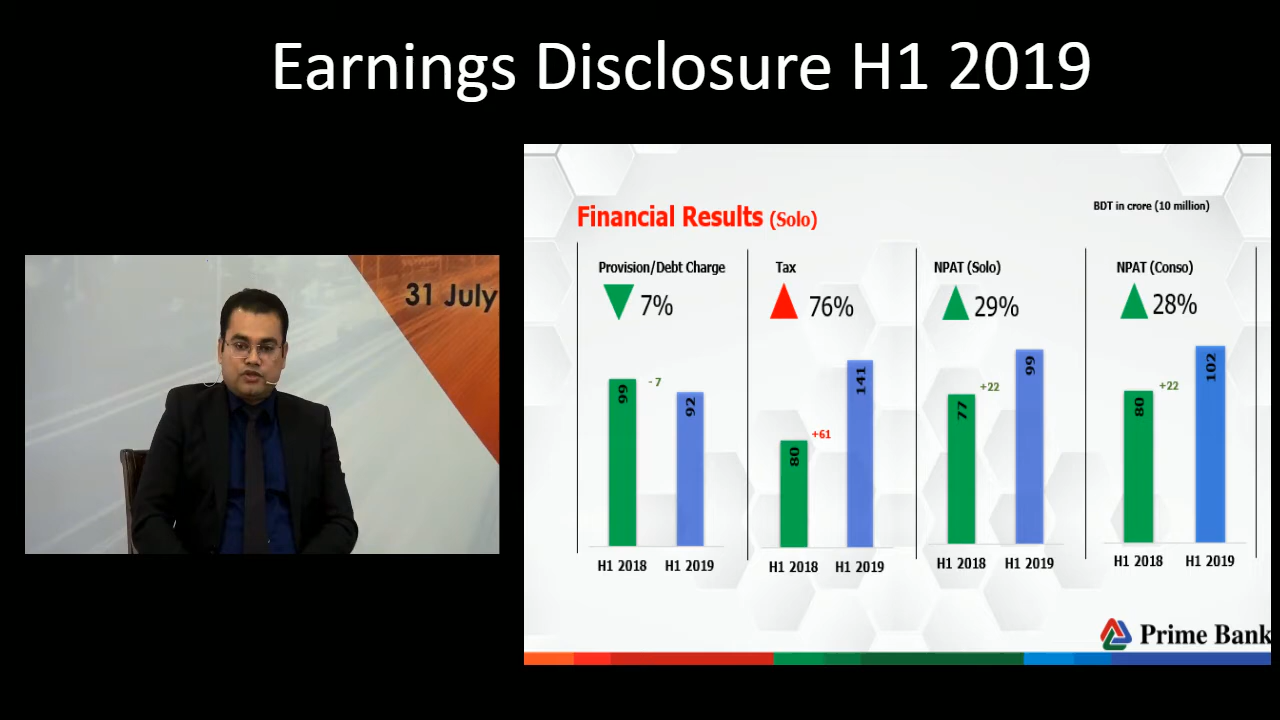 Earnings Disclosure H1 2019
31 July
Financial Results (Solo)
BDT in crore (10 million)
Provision/Debt Charge
7%
99
- 7
92
H1 2018
H1 2019
Tax
76%
80
+61
141
H1 2018
H1 2019
NPAT (Solo)
29%
77
+22
99
H1 2018
H1 2019
NPAT (Conso)
28%
80
+22
102
H1 2018
H1 2019
Prime Bank